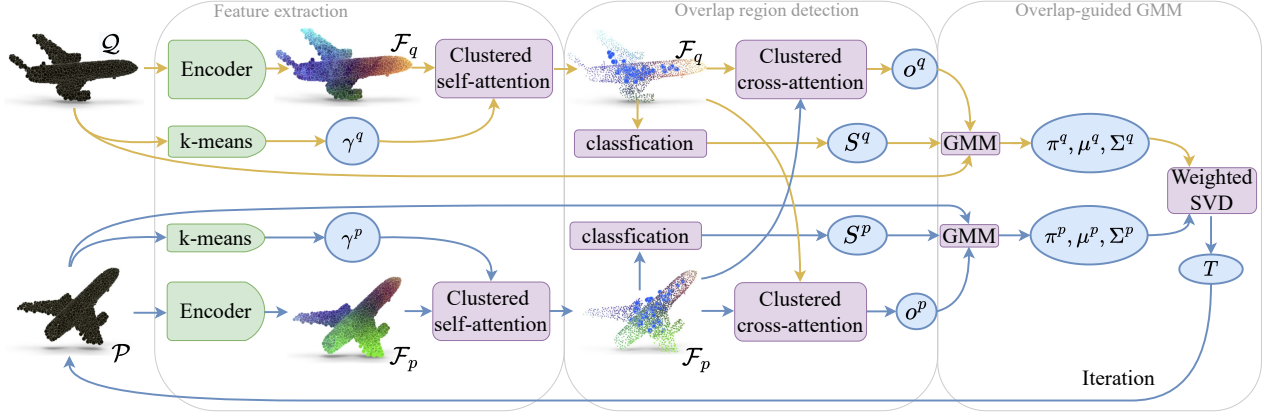 Feature extraction
Overlap region detection
Overlap-guided GMM
𝒬
Encoder
ℱ_q
Clustered
self-attention
ℱ_q
Clustered
cross-attention
o^q
k-means
γ^q
classfication
S^q
GMM
π^q, μ^q, Σ^q
Weighted
SVD
k-means
γ^p
classfication
S^p
GMM
π^p, μ^p, Σ^p
T
𝒫
Encoder
ℱ_p
Clustered
self-attention
ℱ_p
Clustered
cross-attention
o^p
Iteration